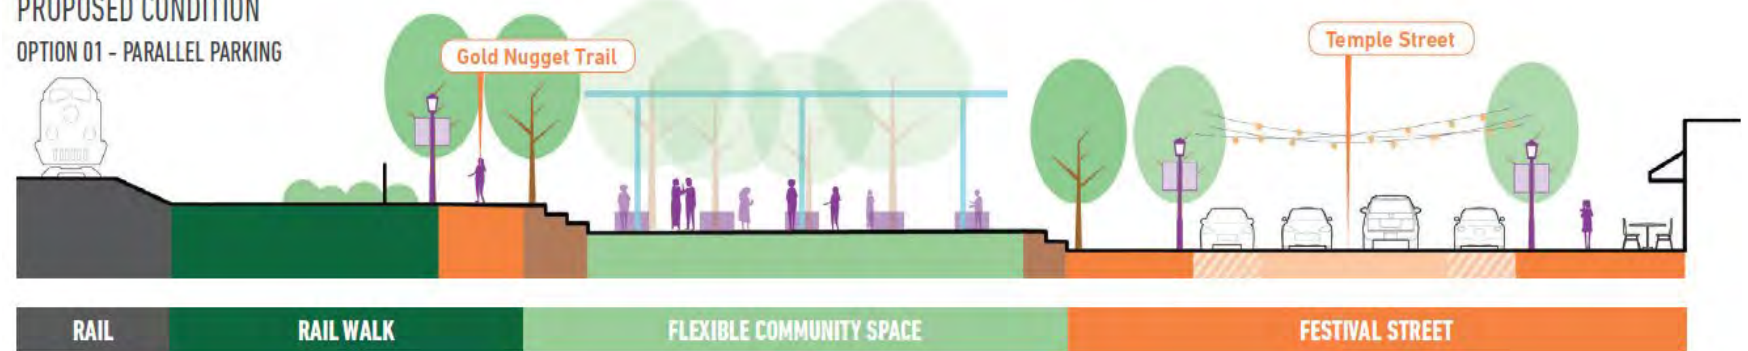 PROPOSED CONDITION
OPTION 01 - PARALLEL PARKING
Gold Nugget Trail
Temple Street
RAIL
RAIL WALK
FLEXIBLE COMMUNITY SPACE
FESTIVAL STREET